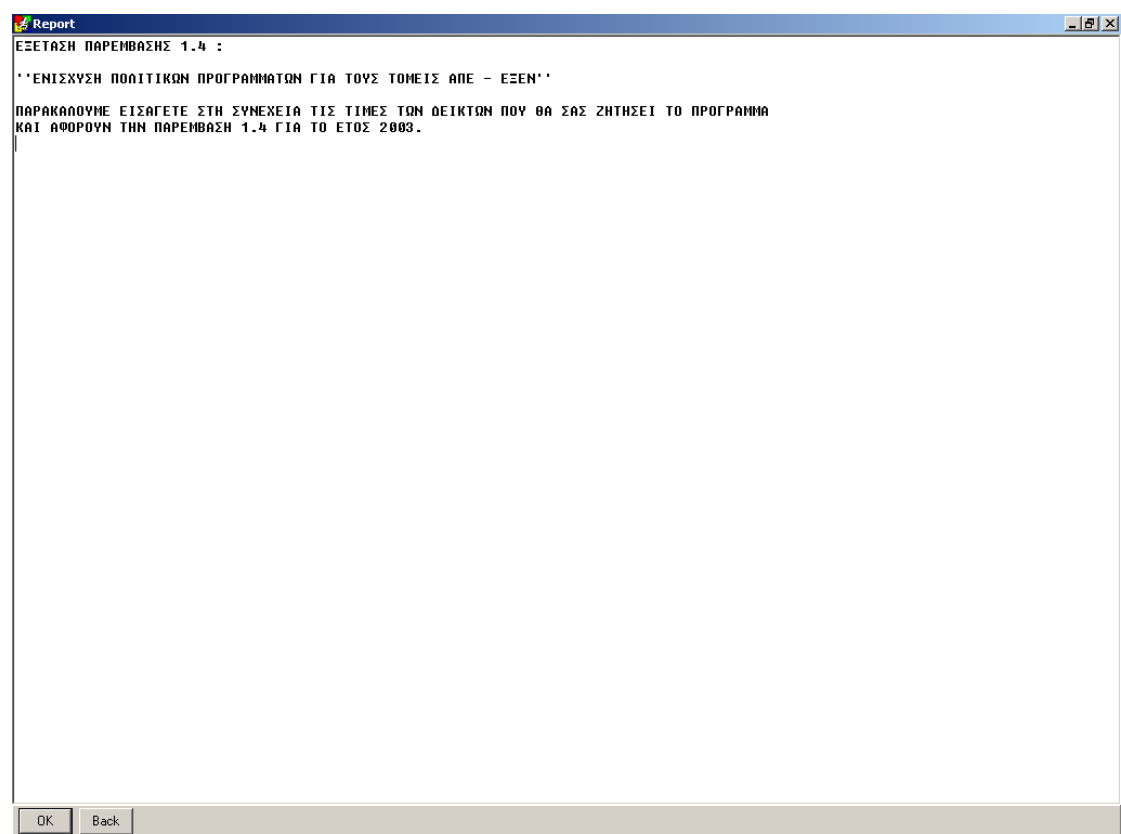 Report
ΕΞΕΤΑΣΗ ΠΑΡΕΜΒΑΣΗΣ 1.4 :
''ΕΝΙΣΧΥΣΗ ΠΟΛΙΤΙΚΩΝ ΠΡΟΓΡΑΜΜΑΤΩΝ ΓΙΑ ΤΟΥΣ ΤΟΜΕΙΣ ΑΠΕ - ΕΞΕΝ''
ΠΑΡΑΚΑΛΟΥΜΕ ΕΙΣΑΓΕΤΕ ΣΤΗ ΣΥΝΕΧΕΙΑ ΤΙΣ ΤΙΜΕΣ ΤΩΝ ΔΕΙΚΤΩΝ ΠΟΥ ΘΑ ΣΑΣ ΖΗΤΗΣΕΙ ΤΟ ΠΡΟΓΡΑΜΜΑ
ΚΑΙ ΑΦΟΡΟΥΝ ΤΗΝ ΠΑΡΕΜΒΑΣΗ 1.4 ΓΙΑ ΤΟ ΕΤΟΣ 2003.
OK Back